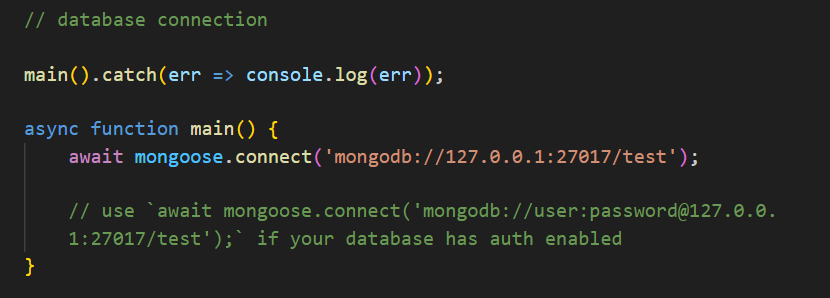 // database connection
main().catch(err => console.log(err));
async function main() {
await mongoose.connect('mongodb://127.0.0.1:27017/test');
// use `await mongoose.connect('mongodb://user:password@127.0.0.
1:27017/test');` if your database has auth enabled
}